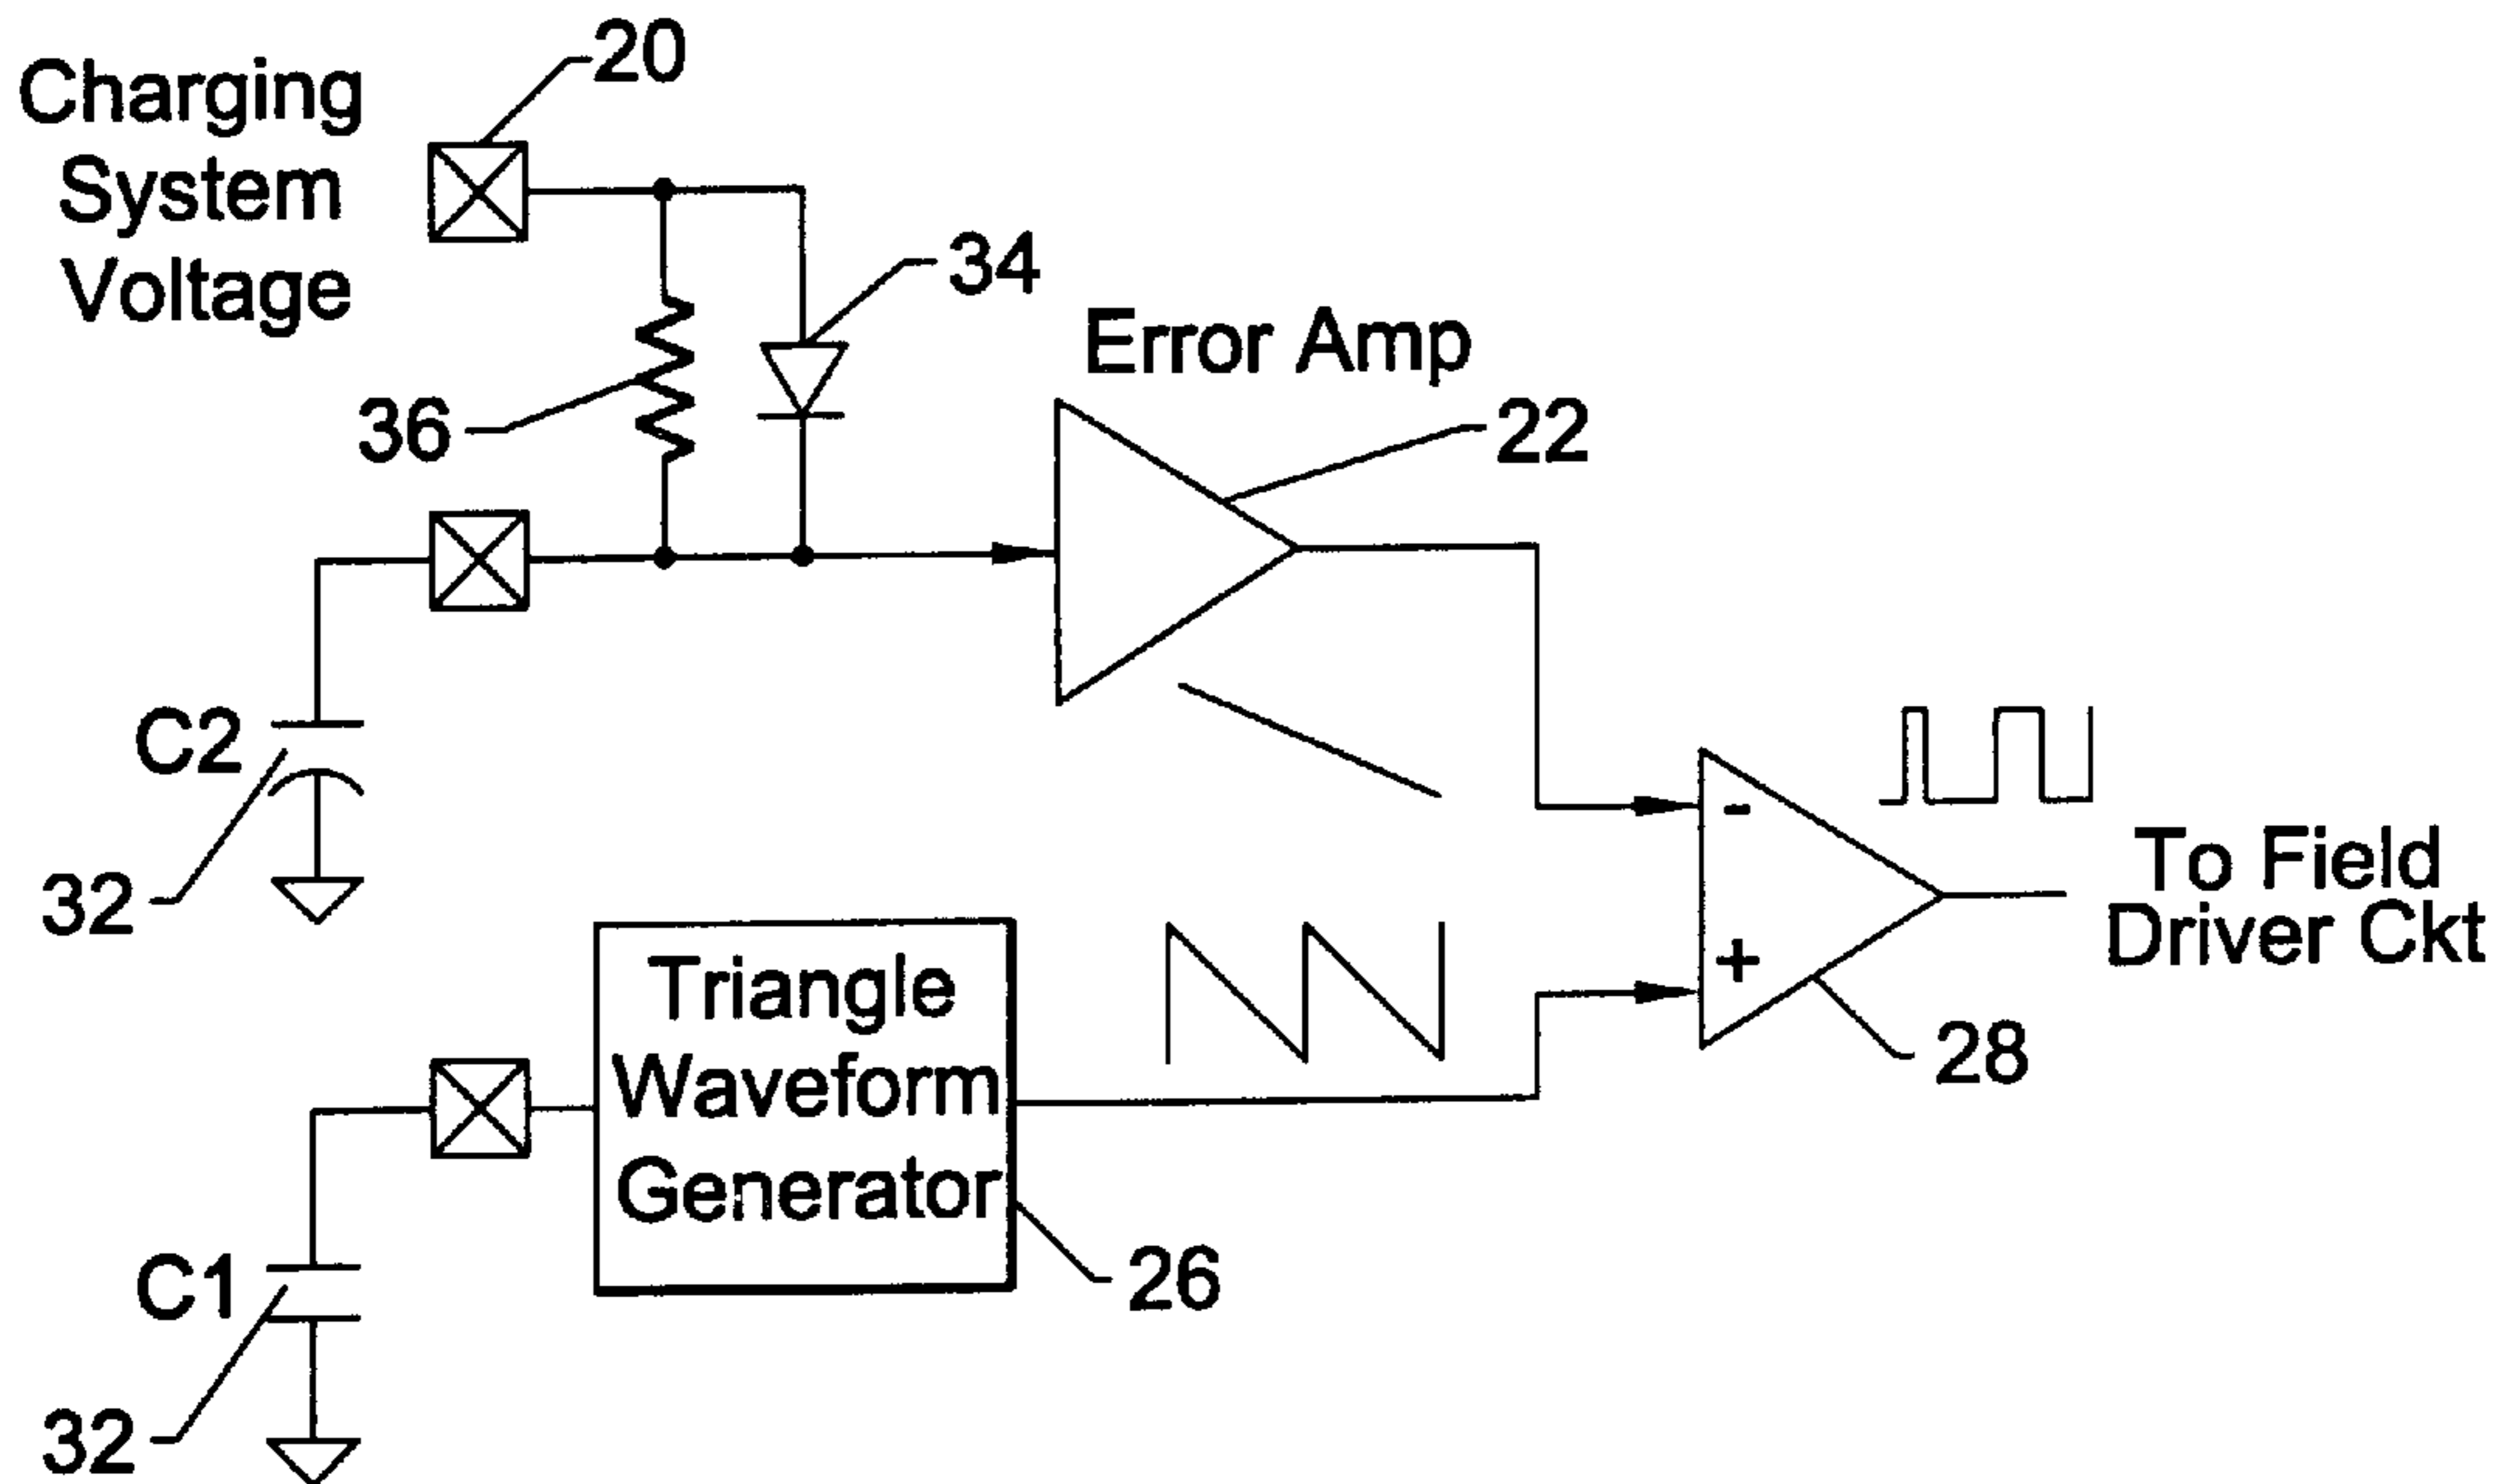 Charging
System
Voltage
20
34
36
Error Amp
22
C2
32
-
+
To Field
Driver Ckt
28
Triangle
Waveform
Generator
26
C1
32